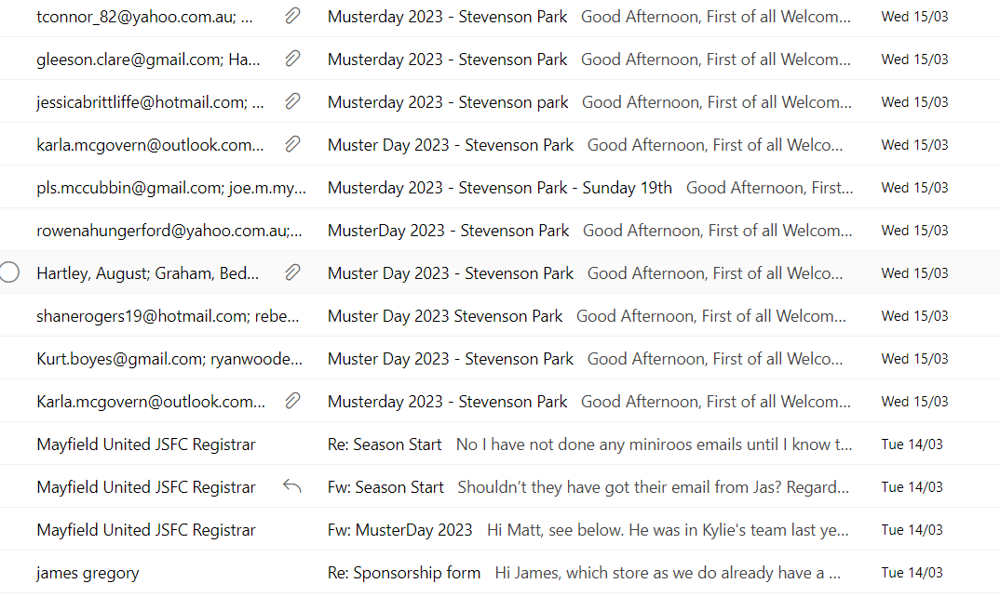 tconnor_82@yahoo.com.au; ... Musterday 2023 - Stevenson Park Good Afternoon, First of all Welcom... Wed 15/03
gleeson.clare@gmail.com; Ha... Musterday 2023 - Stevenson Park Good Afternoon, First of all Welcom... Wed 15/03
jessicabrittliffe@hotmail.com; ... Musterday 2023 - Stevenson park Good Afternoon, First of all Welcom... Wed 15/03
karla.mcgovern@outlook.com... Muster Day 2023 - Stevenson Park Good Afternoon, First of all Welco... Wed 15/03
pls.mccubbin@gmail.com; joe.m.my... Musterday 2023 - Stevenson Park - Sunday 19th Good Afternoon, First... Wed 15/03
rowenahungerford@yahoo.com.au;... MusterDay 2023 - Stevenson Park Good Afternoon, First of all Welcom... Wed 15/03
Hartley, August; Graham, Bed... Muster Day 2023 - Stevenson Park Good Afternoon, First of all Welco... Wed 15/03
shanerogers19@hotmail.com; rebe... Muster Day 2023 Stevenson Park Good Afternoon, First of all Welcom... Wed 15/03
Kurt.boyes@gmail.com; ryanwoode... Muster Day 2023 - Stevenson Park Good Afternoon, First of all Welco... Wed 15/03
Karla.mcgovern@outlook.com... Musterday 2023 - Stevenson Park Good Afternoon, First of all Welcom... Wed 15/03
Mayfield United JSFC Registrar Re: Season Start No I have not done any miniroos emails until I know t... Tue 14/03
Mayfield United JSFC Registrar Fw: Season Start Shouldn't they have got their email from Jas? Regard... Tue 14/03
Mayfield United JSFC Registrar Fw: MusterDay 2023 Hi Matt, see below. He was in Kylie's team last ye... Tue 14/03
james gregory Re: Sponsorship form Hi James, which store as we do already have a ... Tue 14/03